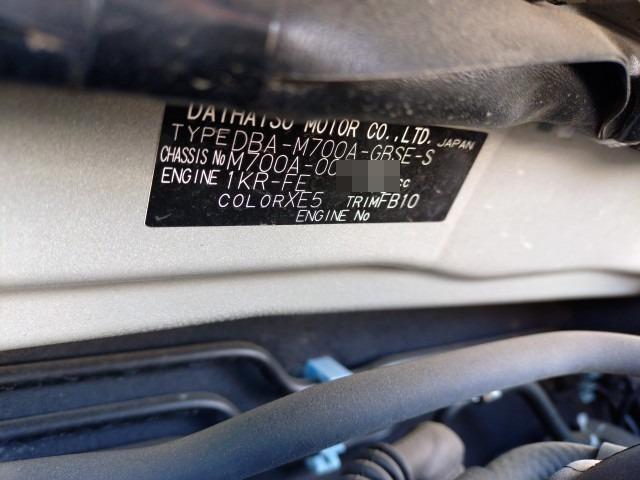 DAIHATSU MOTOR CO.,LTD. JAPAN
TYPE DBA-M700A-GBSE-S
CHASSIS No M700A-00
ENGINE 1KR-FE cc
COLOR XE5 TRIM FB10
ENGINE No